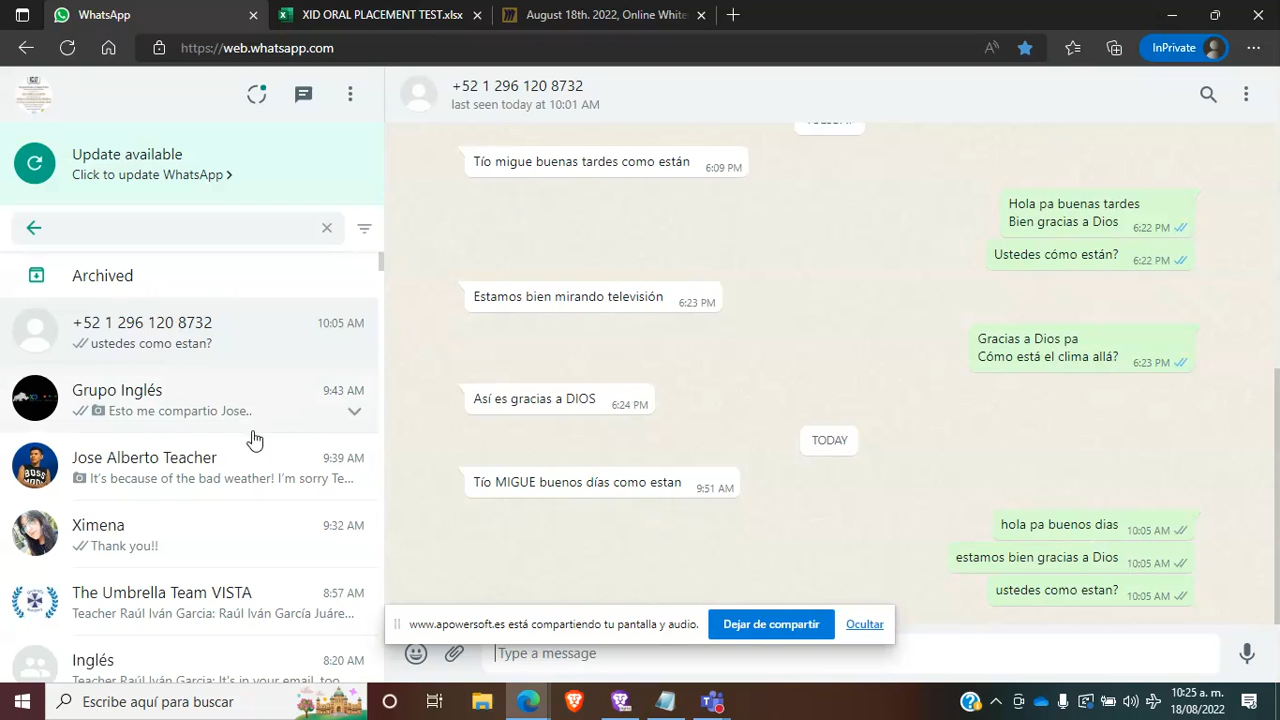 WhatsApp
XID ORAL PLACEMENT TEST.xlsx
August 18th. 2022, Online White
https://web.whatsapp.com
InPrivate
Update available
Click to update WhatsApp >
Archived
+52 1 296 120 8732
10:05 AM
ustedes como estan?
Grupo Inglés
9:43 AM
Esto me compartio Jose..
Jose Alberto Teacher
9:39 AM
It's because of the bad weather! I'm sorry Te...
Ximena
9:32 AM
Thank you!!
The Umbrella Team VISTA
8:57 AM
Teacher Raúl Iván Garcia: Raúl Iván García Juáre...
Inglés
8:20 AM
Teacher Raúl Iván Garcia: It's in your email, too.
+52 1 296 120 8732
last seen today at 10:01 AM
Tío migue buenas tardes como están
6:09 PM
Hola pa buenas tardes
Bien gracias a Dios
6:22 PM
Ustedes cómo están?
6:22 PM
Estamos bien mirando televisión
6:23 PM
Gracias a Dios pa
Cómo está el clima allá?
6:23 PM
Así es gracias a DIOS
6:24 PM
TODAY
Tío MIGUE buenos días como estan
9:51 AM
hola pa buenos dias
10:05 AM
estamos bien gracias a Dios
10:05 AM
ustedes como estan?
10:05 AM
www.apowersoft.es está compartiendo tu pantalla y audio.
Dejar de compartir
Ocultar
Type a message
Escribe aquí para buscar
10:25 a. m.
18/08/2022